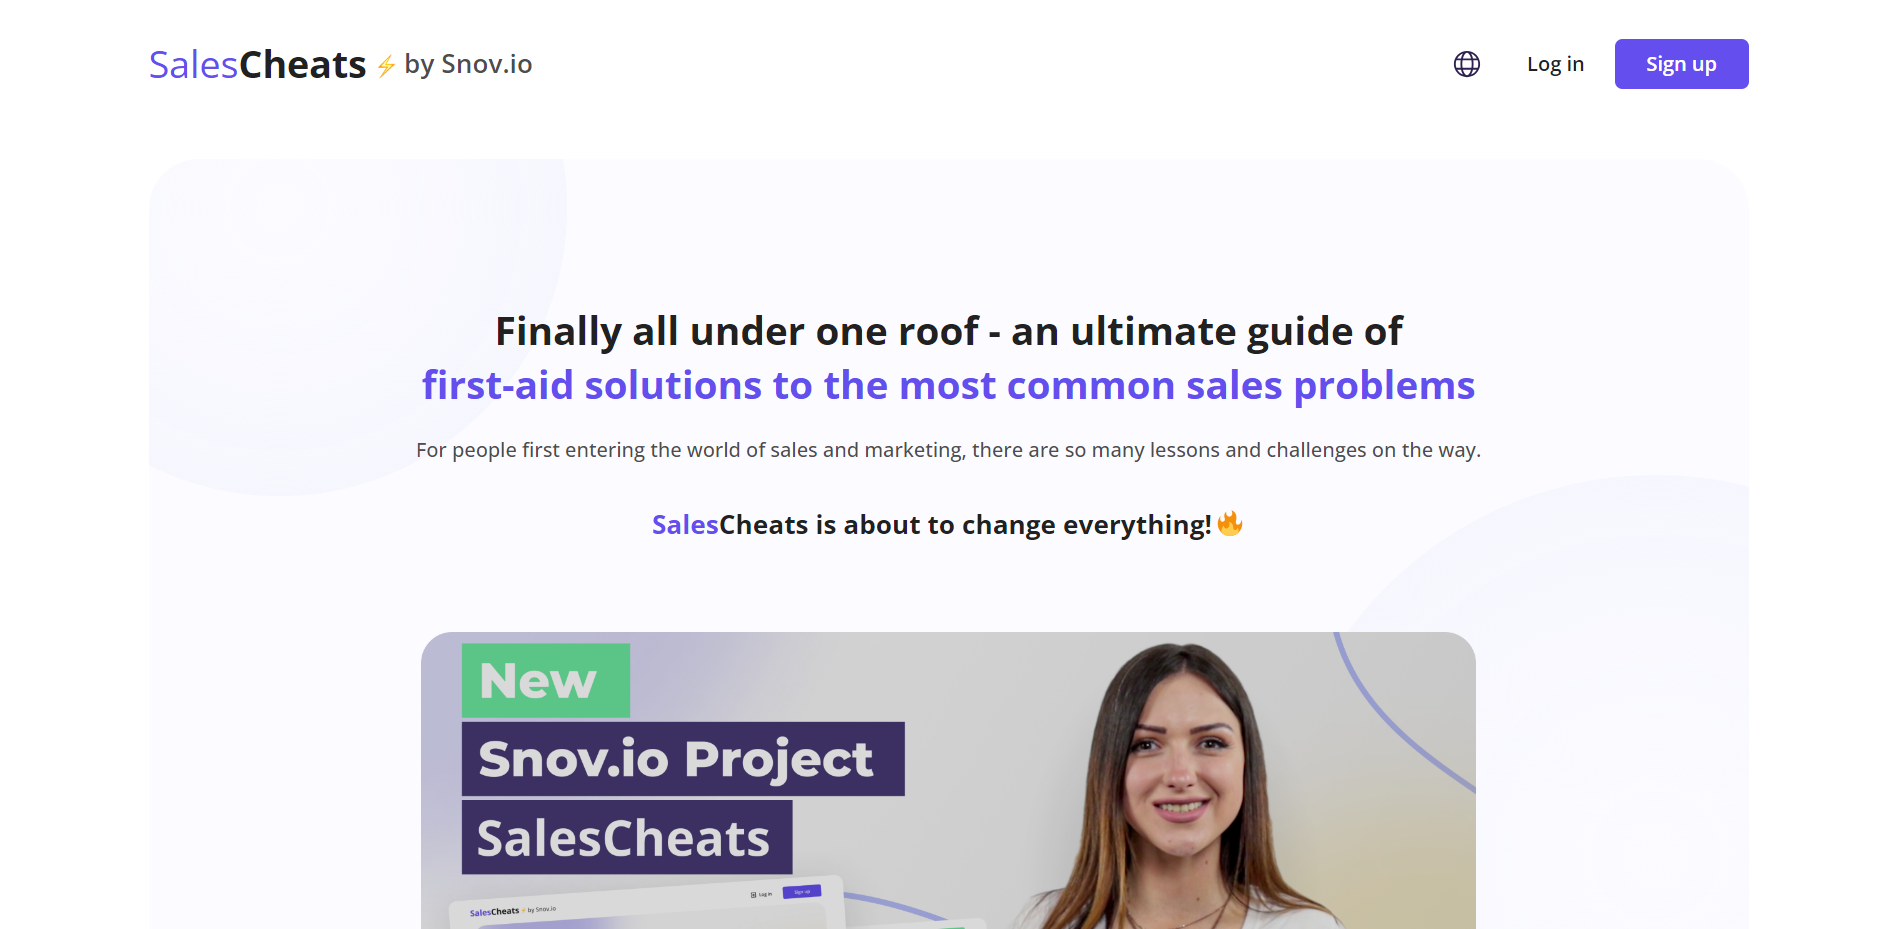 SalesCheats ⚡ by Snov.io
Log in
Sign up
Finally all under one roof - an ultimate guide of
first-aid solutions to the most common sales problems
For people first entering the world of sales and marketing, there are so many lessons and challenges on the way.
SalesCheats is about to change everything!🔥
New
Snov.io Project
SalesCheats
Log in
Sign up
SalesCheats ⚡ by Snov.io